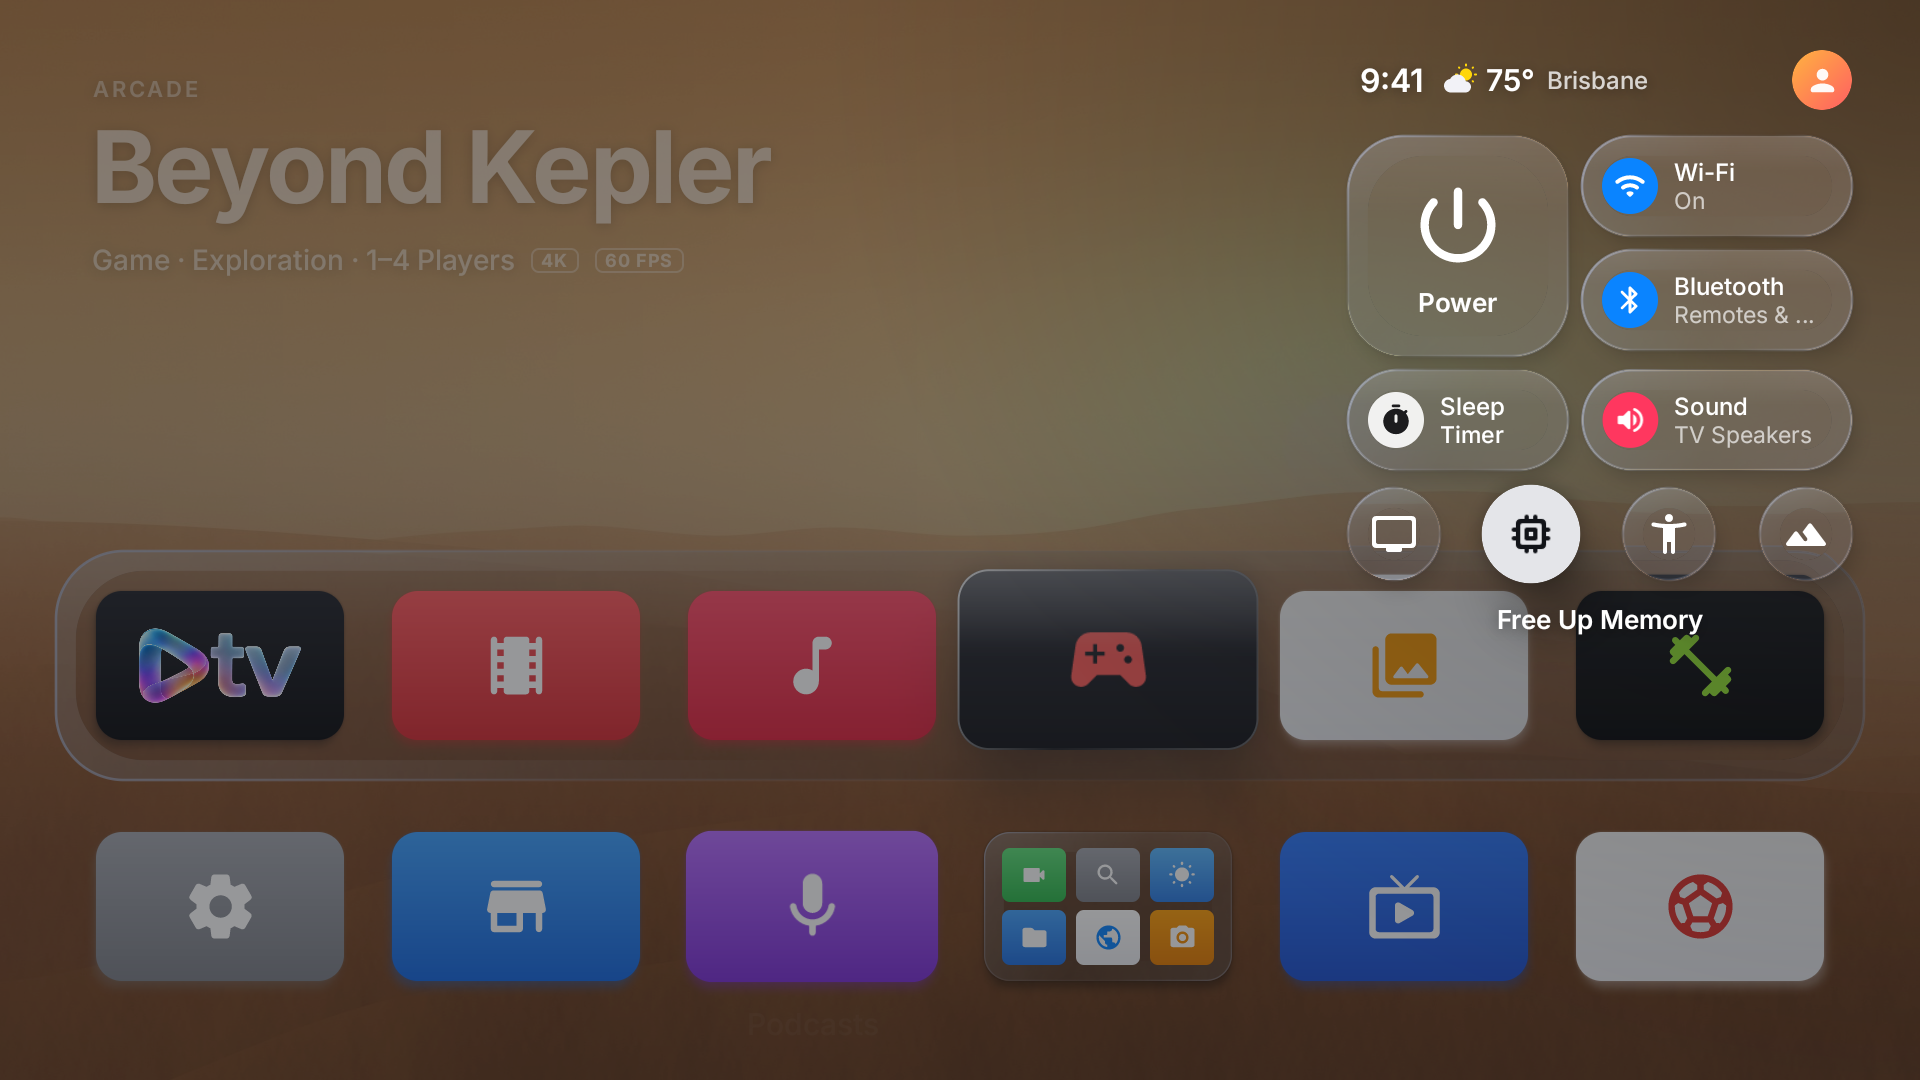 ARCADE
Beyond Kepler
Game · Exploration · 1–4 Players 4K 60 FPS
9:41 75° Brisbane
Power
Wi-Fi
On
Bluetooth
Remotes & ...
Sleep
Timer
Sound
TV Speakers
Free Up Memory
tv
Podcasts